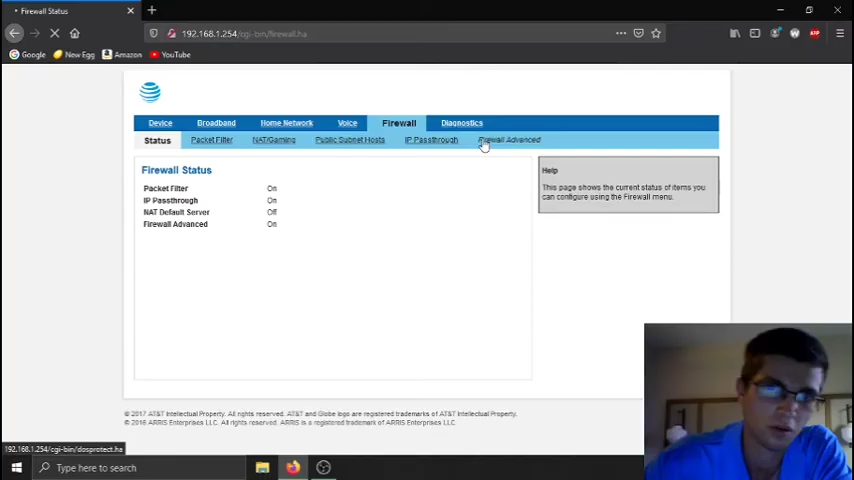 Firewall Status
192.168.1.254/cgi-bin/firewall.ha
Google New Egg Amazon YouTube
Device Broadband Home Network Voice Firewall Diagnostics
Status Packet Filter NAT/Gaming Public Subnet Hosts IP Passthrough Firewall Advanced
Firewall Status
Packet Filter On
IP Passthrough On
NAT Default Server Off
Firewall Advanced On
Help
This page shows the current status of items you
can configure using the Firewall menu.
© 2017 AT&T Intellectual Property. All rights reserved. AT&T and Globe logo are registered trademarks of AT&T Intellectual Property.
© 2016 ARRIS Enterprises LLC. All rights reserved. ARRIS is a registered trademark of ARRIS Enterprises LLC.
192.168.1.254/cgi-bin/dosprotect.ha
Type here to search